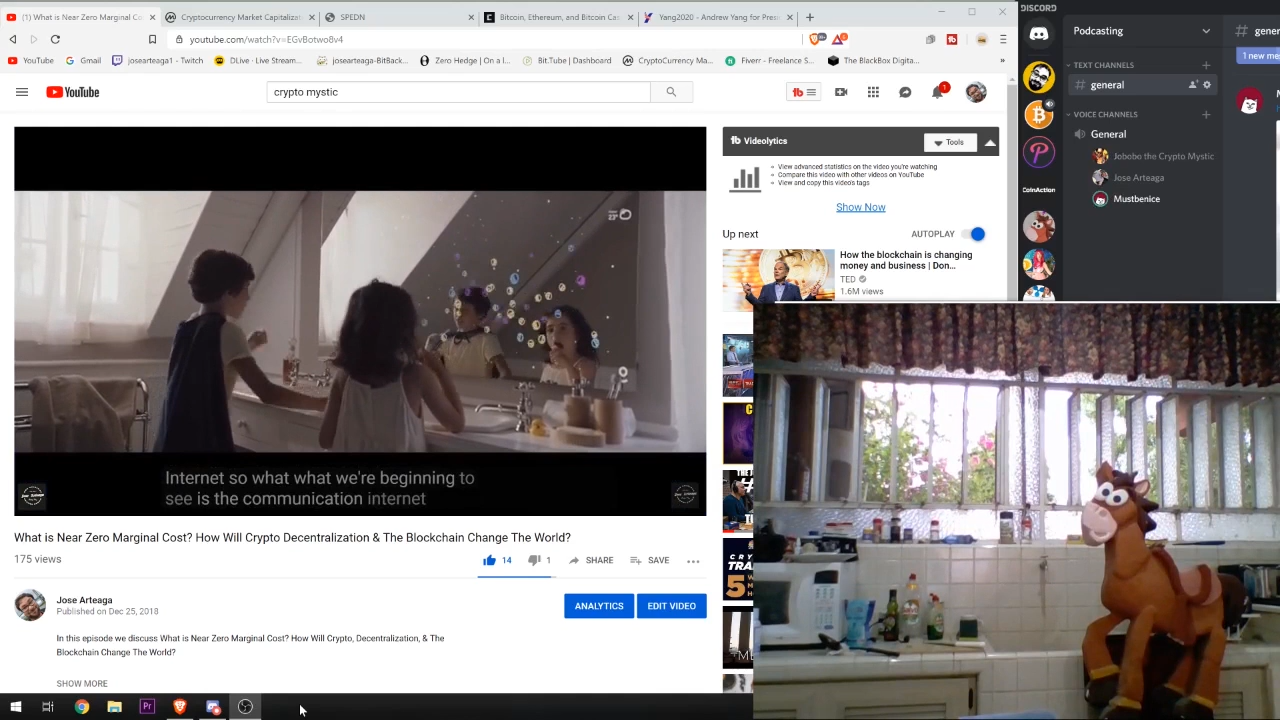 (1) What is Near Zero Marginal Co
Cryptocurrency Market Capitalizat
SPEDN
Bitcoin, Ethereum, and Bitcoin Ca
Yang2020 - Andrew Yang for Presi
youtube.com/watch?v=EGvBotwo8v4
YouTube
Gmail
josearteaga1 - Twitch
DLive · Live Stream...
josearteaga-BitBack...
Zero Hedge | On a l...
Bit.Tube | Dashboard
CryptoCurrency Ma...
Fiverr - Freelance S...
The BlackBox Digita...
YouTube
crypto mystic
1
Videolytics
Tools
View advanced statistics on the video you're watching
Compare this video with other videos on YouTube
View and copy this video's tags
Show Now
Up next
AUTOPLAY
How the blockchain is changing
money and business | Don...
TED
1.6M views
Internet so what what we're beginning to
see is the communication internet
What is Near Zero Marginal Cost? How Will Crypto Decentralization & The Blockchain Change The World?
175 views
14
1
SHARE
SAVE
Jose Arteaga
Published on Dec 25, 2018
ANALYTICS
EDIT VIDEO
In this episode we discuss What is Near Zero Marginal Cost? How Will Crypto, Decentralization, & The
Blockchain Change The World?
SHOW MORE
DISCORD
Podcasting
# gener
1 new me
TEXT CHANNELS
# general
VOICE CHANNELS
General
Jobobo the Crypto Mystic
Jose Arteaga
Mustbenice
CoinAction